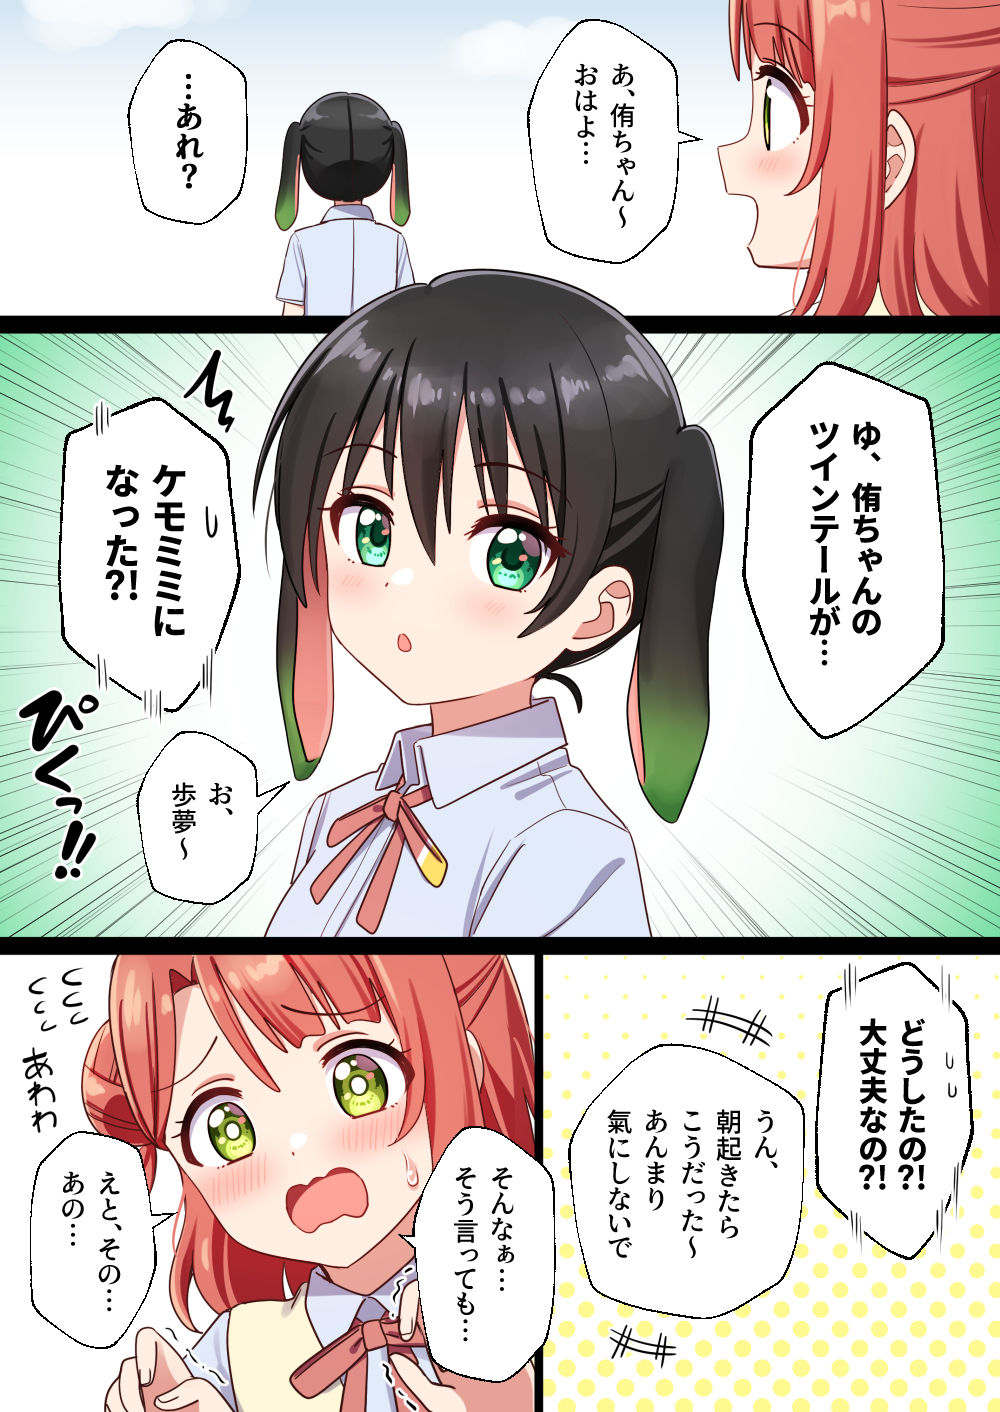 あ、侑ちゃん～
おはよ…
…あれ？
ゆ、侑ちゃんの
ツインテールが…
ケモミミに
なった?!
ぴくっ!!
お、
歩夢～
どうしたの?!
大丈夫なの?!
うん、
朝起きたら
こうだった～
あんまり
氣にしないで
そんなぁ…
そう言っても…
あわわ
えと、その…
あの…